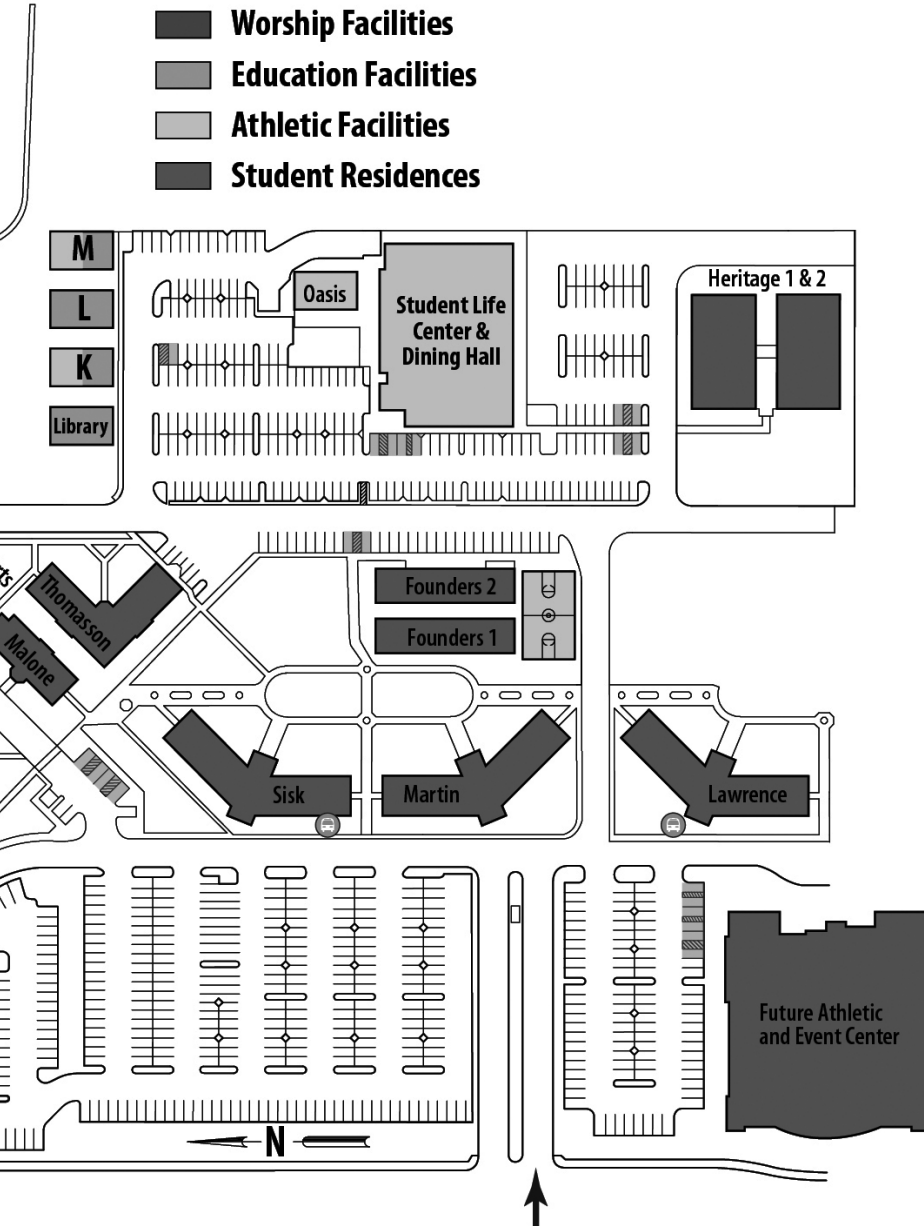 Worship Facilities
Education Facilities
Athletic Facilities
Student Residences
M
L
K
Library
Oasis
Student Life
Center &
Dining Hall
Heritage 1 & 2
Thomasson
Malone
Founders 2
Founders 1
Sisk
Martin
Lawrence
Future Athletic
and Event Center
N